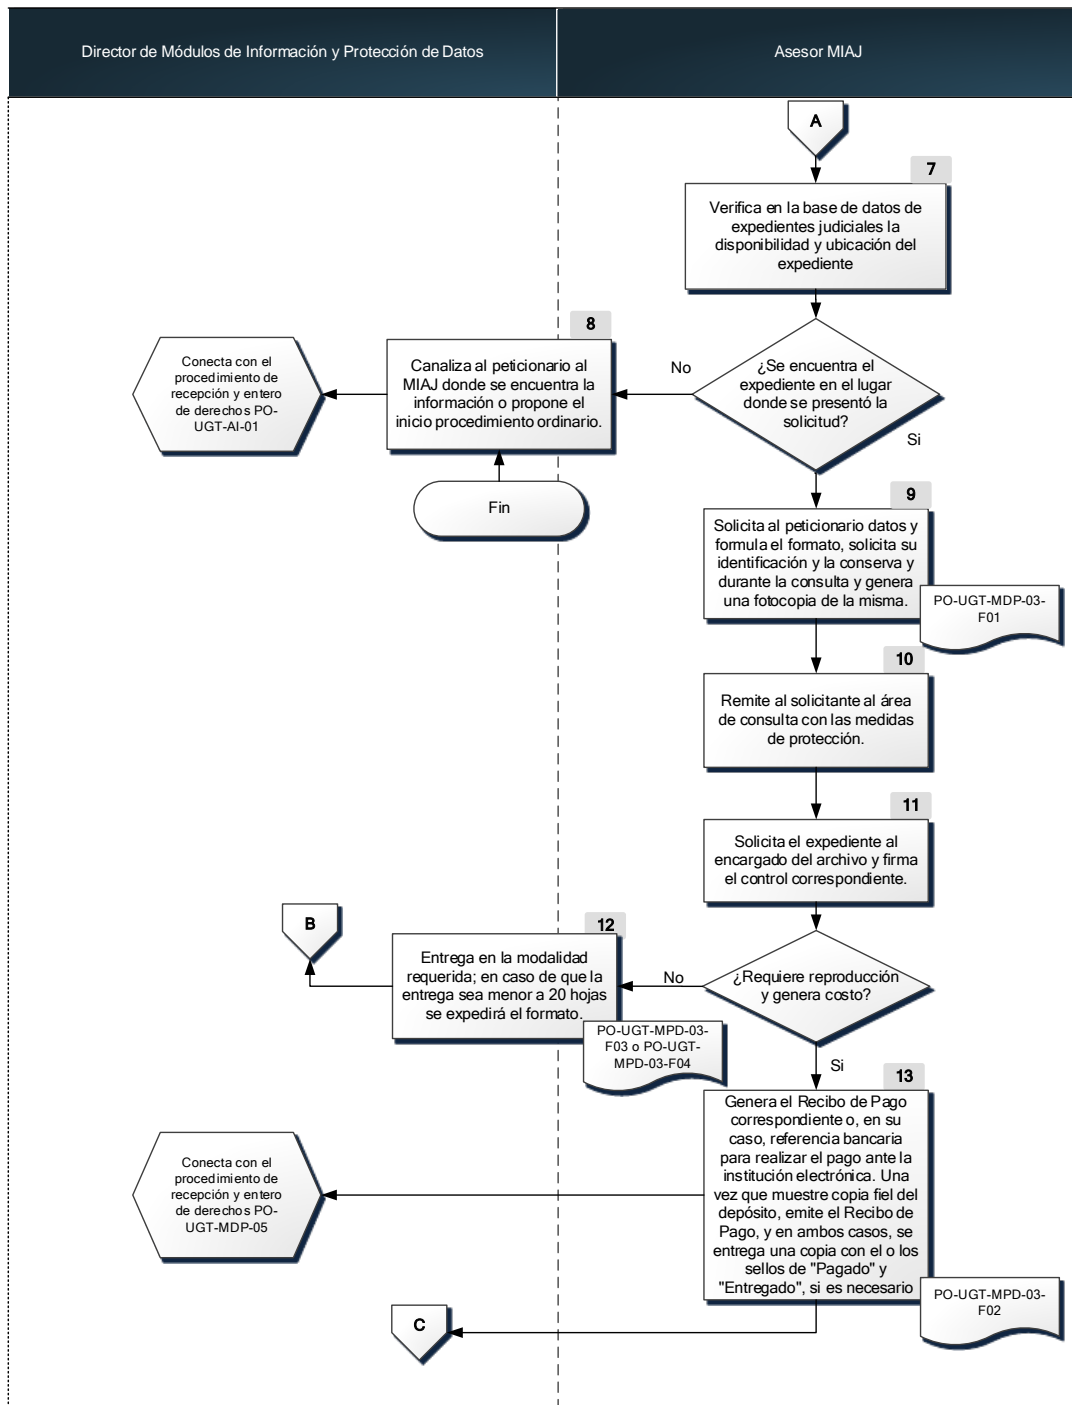 Director de Módulos de Información y Protección de Datos
Asesor MIAJ
A
7
Verifica en la base de datos de
expedientes judiciales la
disponibilidad y ubicación del
expediente
¿Se encuentra el
expediente en el lugar
donde se presentó la
solicitud?
No
Si
8
Canaliza al peticionario al
MIAJ donde se encuentra la
información o propone el
inicio procedimiento ordinario.
Conecta con el
procedimiento de
recepción y entero
de derechos PO-
UGT-AI-01
Fin
9
Solicita al peticionario datos y
formula el formato, solicita su
identificación y la conserva y
durante la consulta y genera
una fotocopia de la misma.
PO-UGT-MDP-03-
F01
10
Remite al solicitante al área
de consulta con las medidas
de protección.
11
Solicita el expediente al
encargado del archivo y firma
el control correspondiente.
¿Requiere reproducción
y genera costo?
No
Si
12
Entrega en la modalidad
requerida; en caso de que la
entrega sea menor a 20 hojas
se expedirá el formato.
PO-UGT-MPD-03-
F03 o PO-UGT-
MPD-03-F04
B
13
Genera el Recibo de Pago
correspondiente o, en su
caso, referencia bancaria
para realizar el pago ante la
institución electrónica. Una
vez que muestre copia fiel del
depósito, emite el Recibo de
Pago, y en ambos casos, se
entrega una copia con el o los
sellos de "Pagado" y
"Entregado", si es necesario
PO-UGT-MPD-03-
F02
Conecta con el
procedimiento de
recepción y entero
de derechos PO-
UGT-MDP-05
C